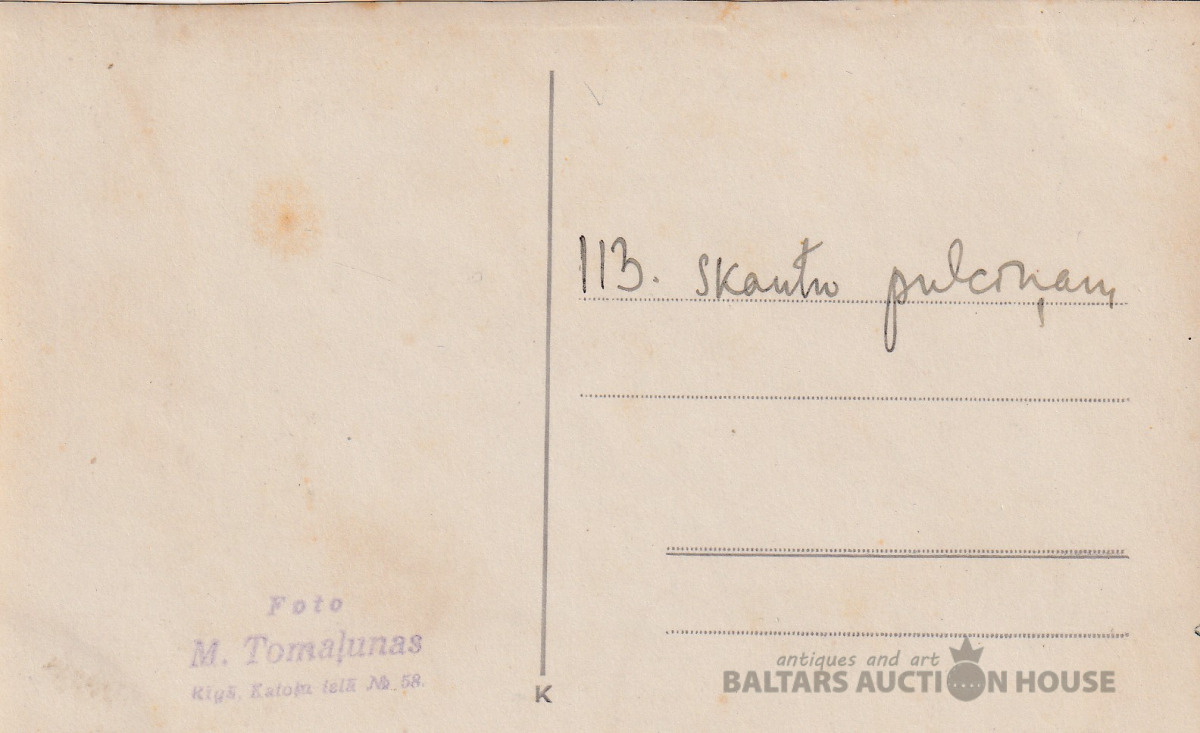 113. Skautu pulciņam
Foto
M. Tomaļunas
Rīgā, Katoļu ielā № 58.
K
antiques and art
BALTARS AUCTION HOUSE